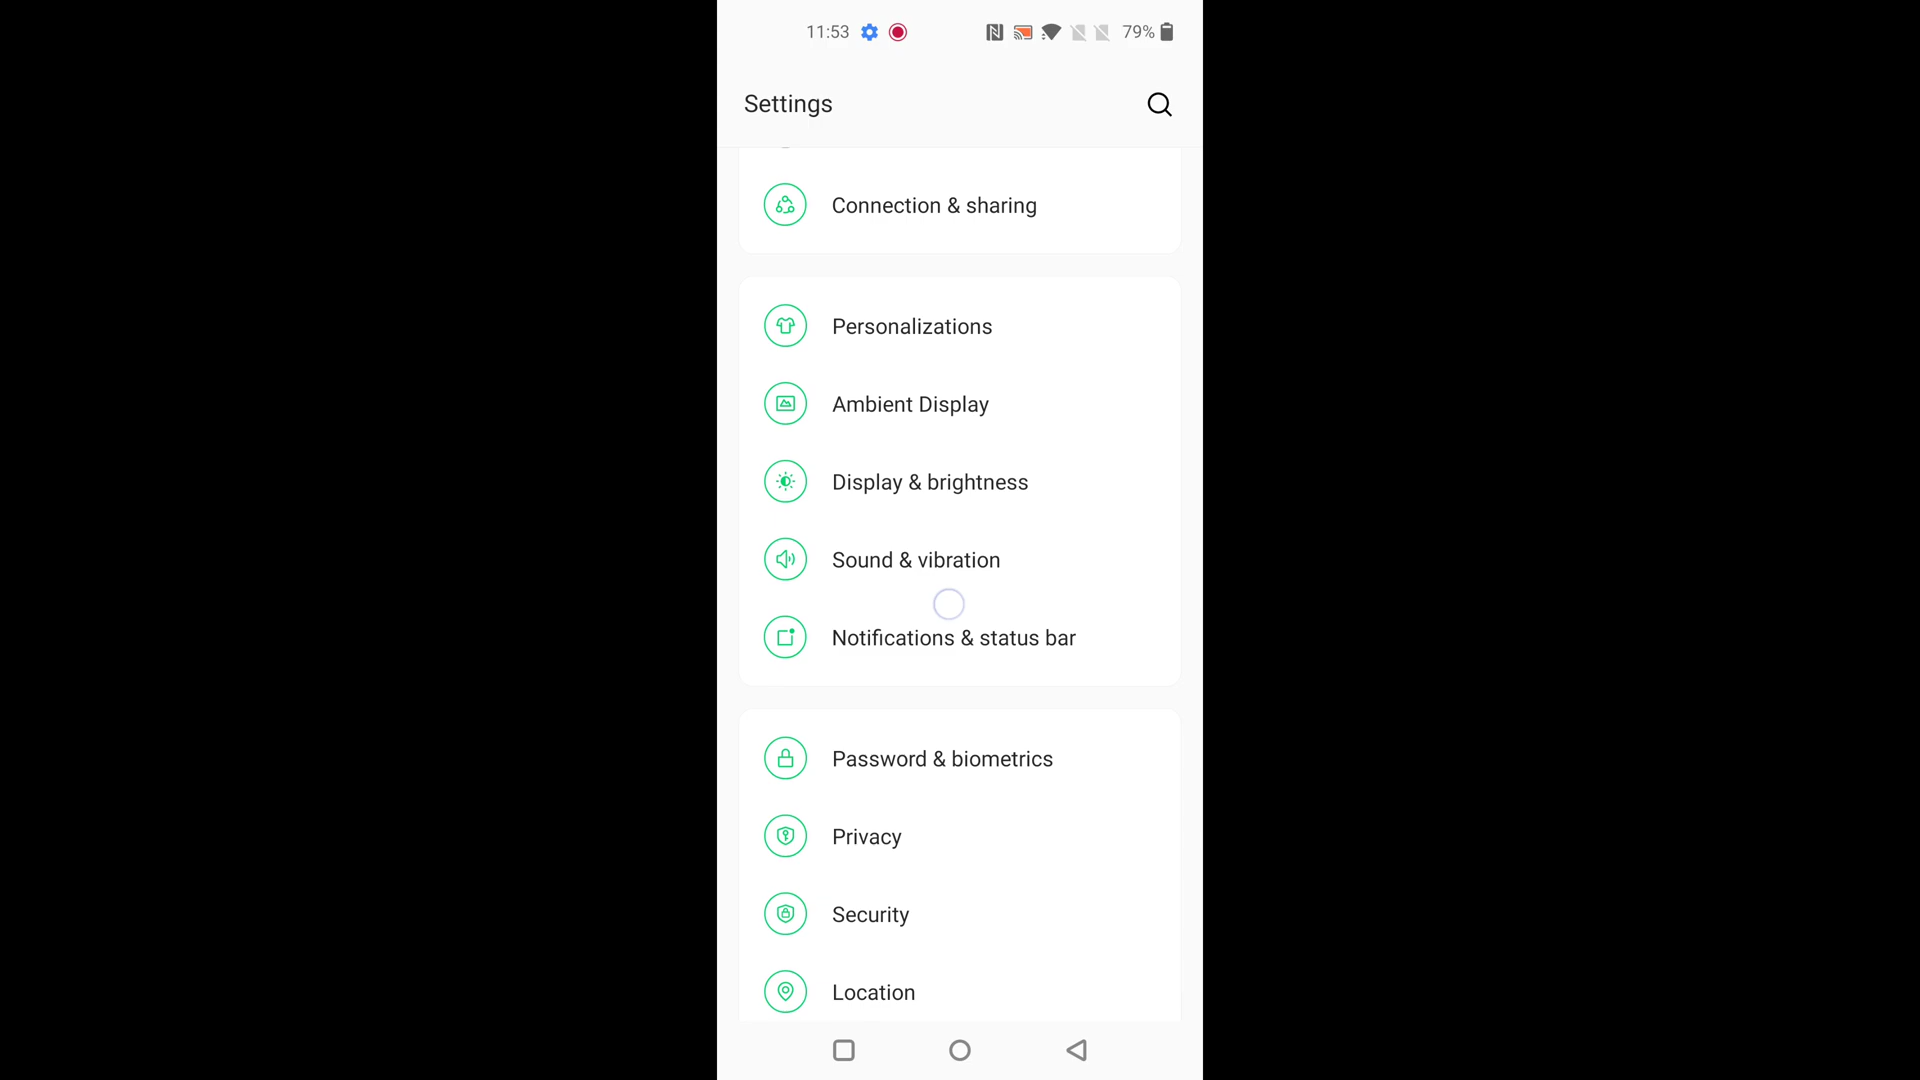 11:53
79%
Settings
Connection & sharing
Personalizations
Ambient Display
Display & brightness
Sound & vibration
Notifications & status bar
Password & biometrics
Privacy
Security
Location